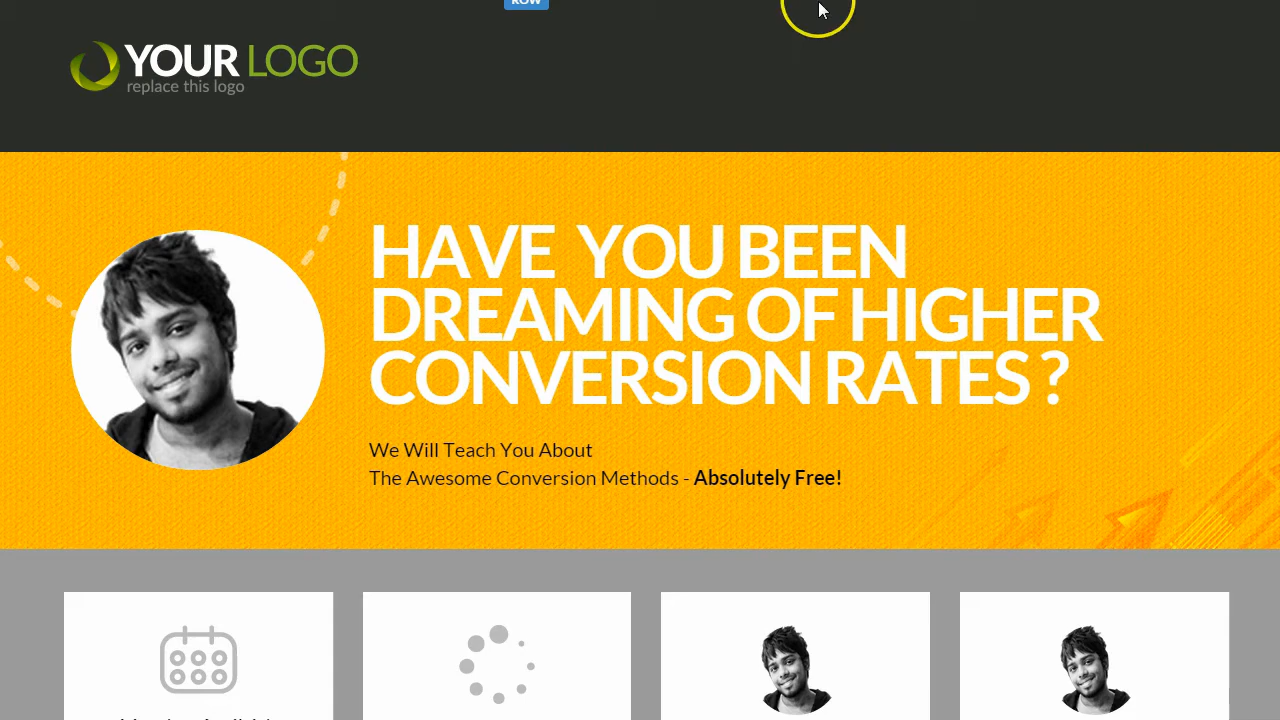 ROW
YOUR LOGO
replace this logo
HAVE YOU BEEN
DREAMING OF HIGHER
CONVERSION RATES ?
We Will Teach You About
The Awesome Conversion Methods - Absolutely Free!